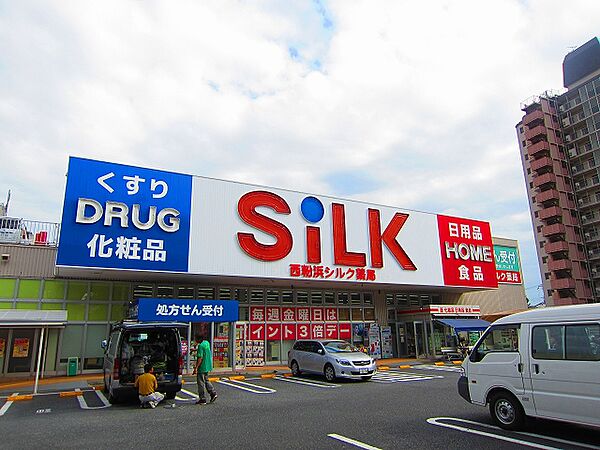 くすり
DRUG
化粧品
SiLK
西粉浜シルク薬局
日用品
HOME
食品
処方せん受付
毎週金曜日は
ポイント3倍デー